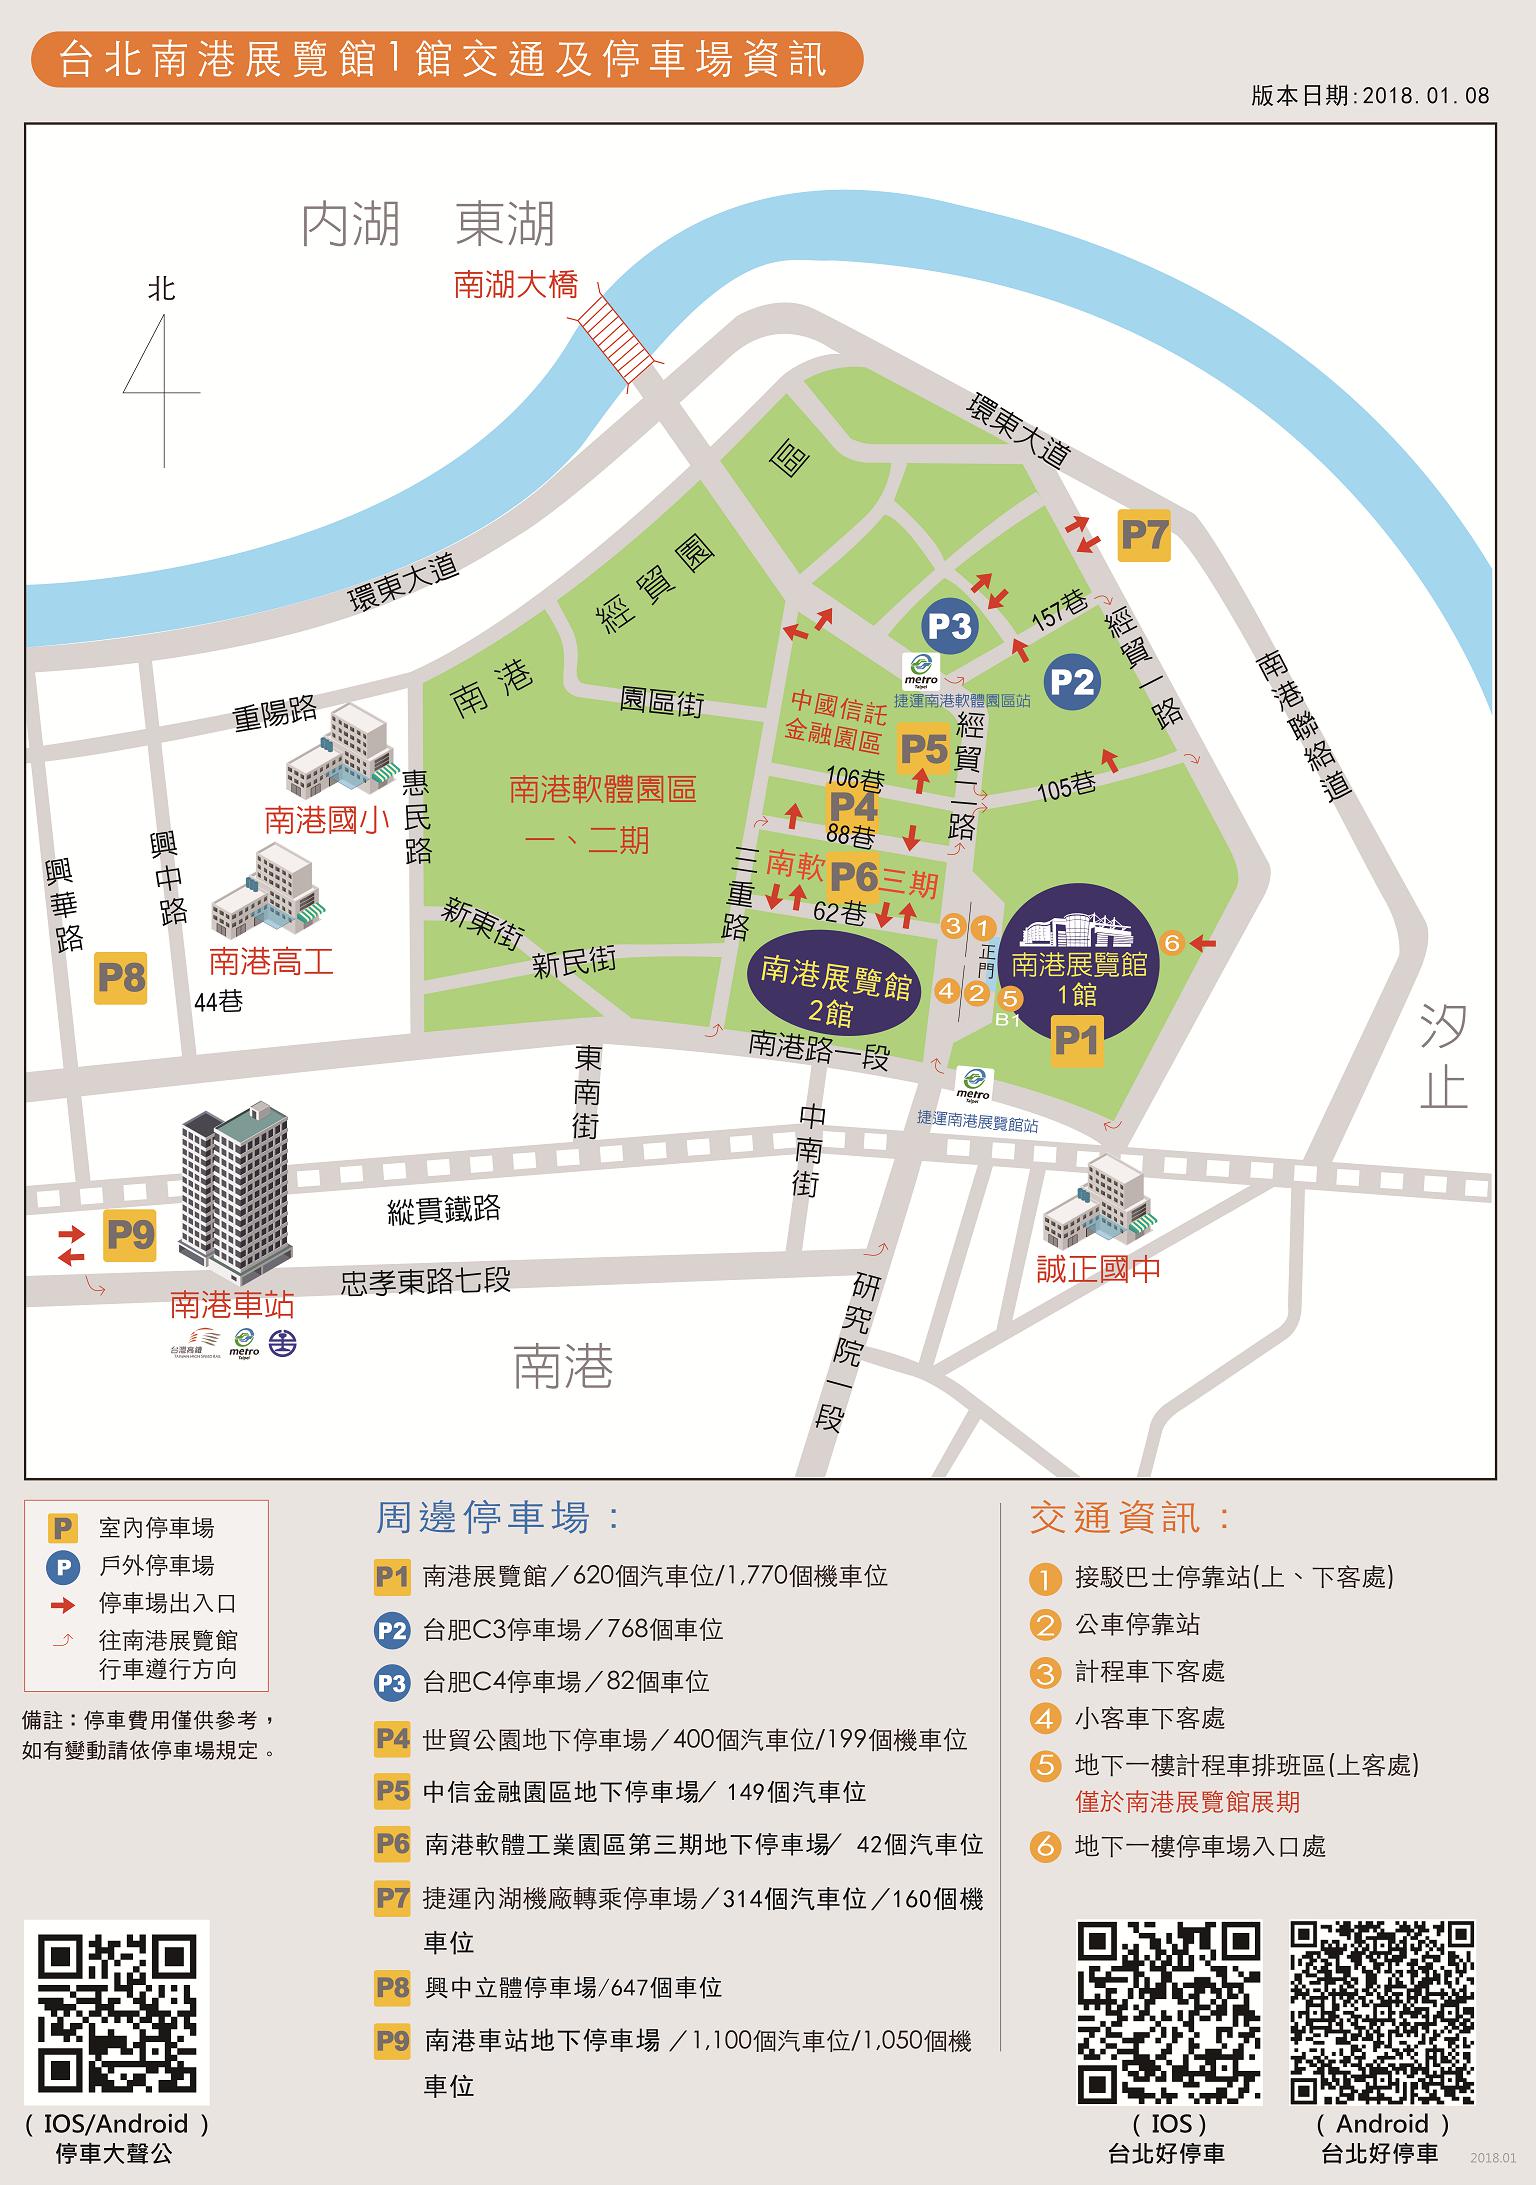 台北南港展覽館1館交通及停車場資訊
版本日期:2018.01.08
內湖 東湖
南湖大橋
北
環東大道
區
P7
經貿園
環東大道
南港
157巷
經貿一路
P3
metro
Taipei
捷運南港軟體園區站
P2
南港聯絡道
園區街
重陽路
中國信託
金融園區
P5
經貿二路
106巷
105巷
南港軟體園區
一、二期
惠民路
南港國小
P4
88巷
興中路
興華路
三重路
南軟 P6 三期
62巷
新東街
新民街
南港高工
P8
44巷
3 1
正門
4 2 5
B1
6
南港展覽館
1館
P1
南港展覽館
2館
南港路一段
汐止
東南街
中南街
metro
Taipei
捷運南港展覽館站
縱貫鐵路
P9
忠孝東路七段
南港車站
台灣高鐵
TAIWAN HIGH SPEED RAIL
metro
Taipei
研究院一段
誠正國中
南港
P 室內停車場
P 戶外停車場
停車場出入口
往南港展覽館
行車遵行方向
備註：停車費用僅供參考，
如有變動請依停車場規定。
周邊停車場：
P1 南港展覽館／620個汽車位/1,770個機車位
P2 台肥C3停車場／768個車位
P3 台肥C4停車場／82個車位
P4 世貿公園地下停車場／400個汽車位/199個機車位
P5 中信金融園區地下停車場／149個汽車位
P6 南港軟體工業園區第三期地下停車場／42個汽車位
P7 捷運內湖機廠轉乘停車場／314個汽車位／160個機
車位
P8 興中立體停車場/647個車位
P9 南港車站地下停車場／1,100個汽車位/1,050個機
車位
交通資訊：
1 接駁巴士停靠站(上、下客處)
2 公車停靠站
3 計程車下客處
4 小客車下客處
5 地下一樓計程車排班區(上客處)
僅於南港展覽館展期
6 地下一樓停車場入口處
( IOS/Android )
停車大聲公
( IOS )
台北好停車
( Android )
台北好停車
2018.01